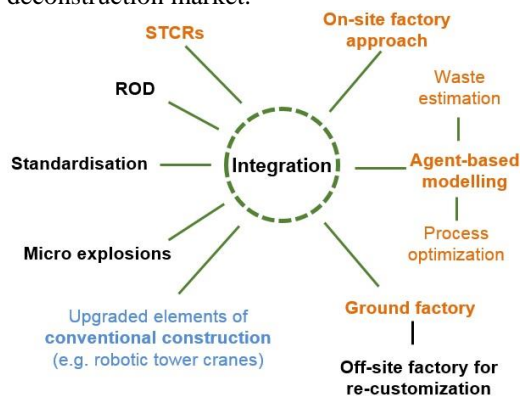 deconstruction market.
STCRs
On-site factory
approach
ROD
Waste
estimation
Standardisation
Integration
Agent-based
modelling
Micro explosions
Process
optimization
Upgraded elements of
conventional construction
(e.g. robotic tower cranes)
Ground factory
Off-site factory for
re-customization